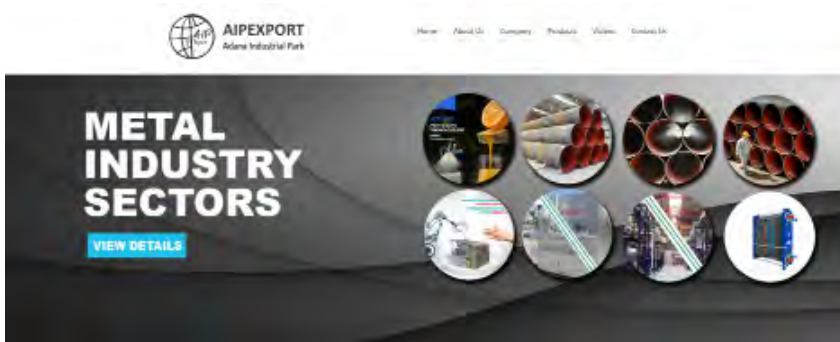 AIPEXPORT
Adana Industrial Park
Home About Us Company Products Videos Contact Us
METAL
INDUSTRY
SECTORS
VIEW DETAILS